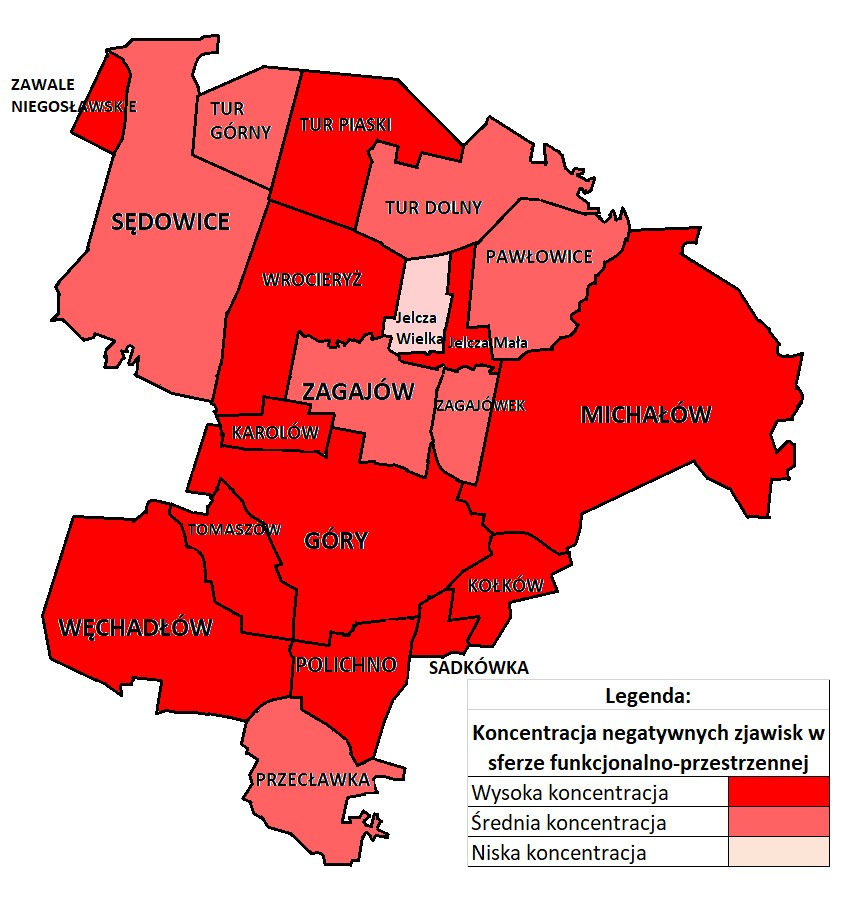 ZAWALE
NIEGOSŁAWSKIE
TUR
GÓRNY
TUR PIASKI
TUR DOLNY
SĘDOWICE
PAWŁOWICE
WROCIERYŻ
Jelcza
Wielka
Jelcza Mała
ZAGAJÓW
ZAGAJÓWEK
MICHAŁÓW
KAROLÓW
TOMASZÓW
GÓRY
KOŁKÓW
WĘCHADŁÓW
POLICHNO
SADKÓWKA
PRZECŁAWKA
Legenda:
Koncentracja negatywnych zjawisk w
sferze funkcjonalno-przestrzennej
Wysoka koncentracja
Średnia koncentracja
Niska koncentracja